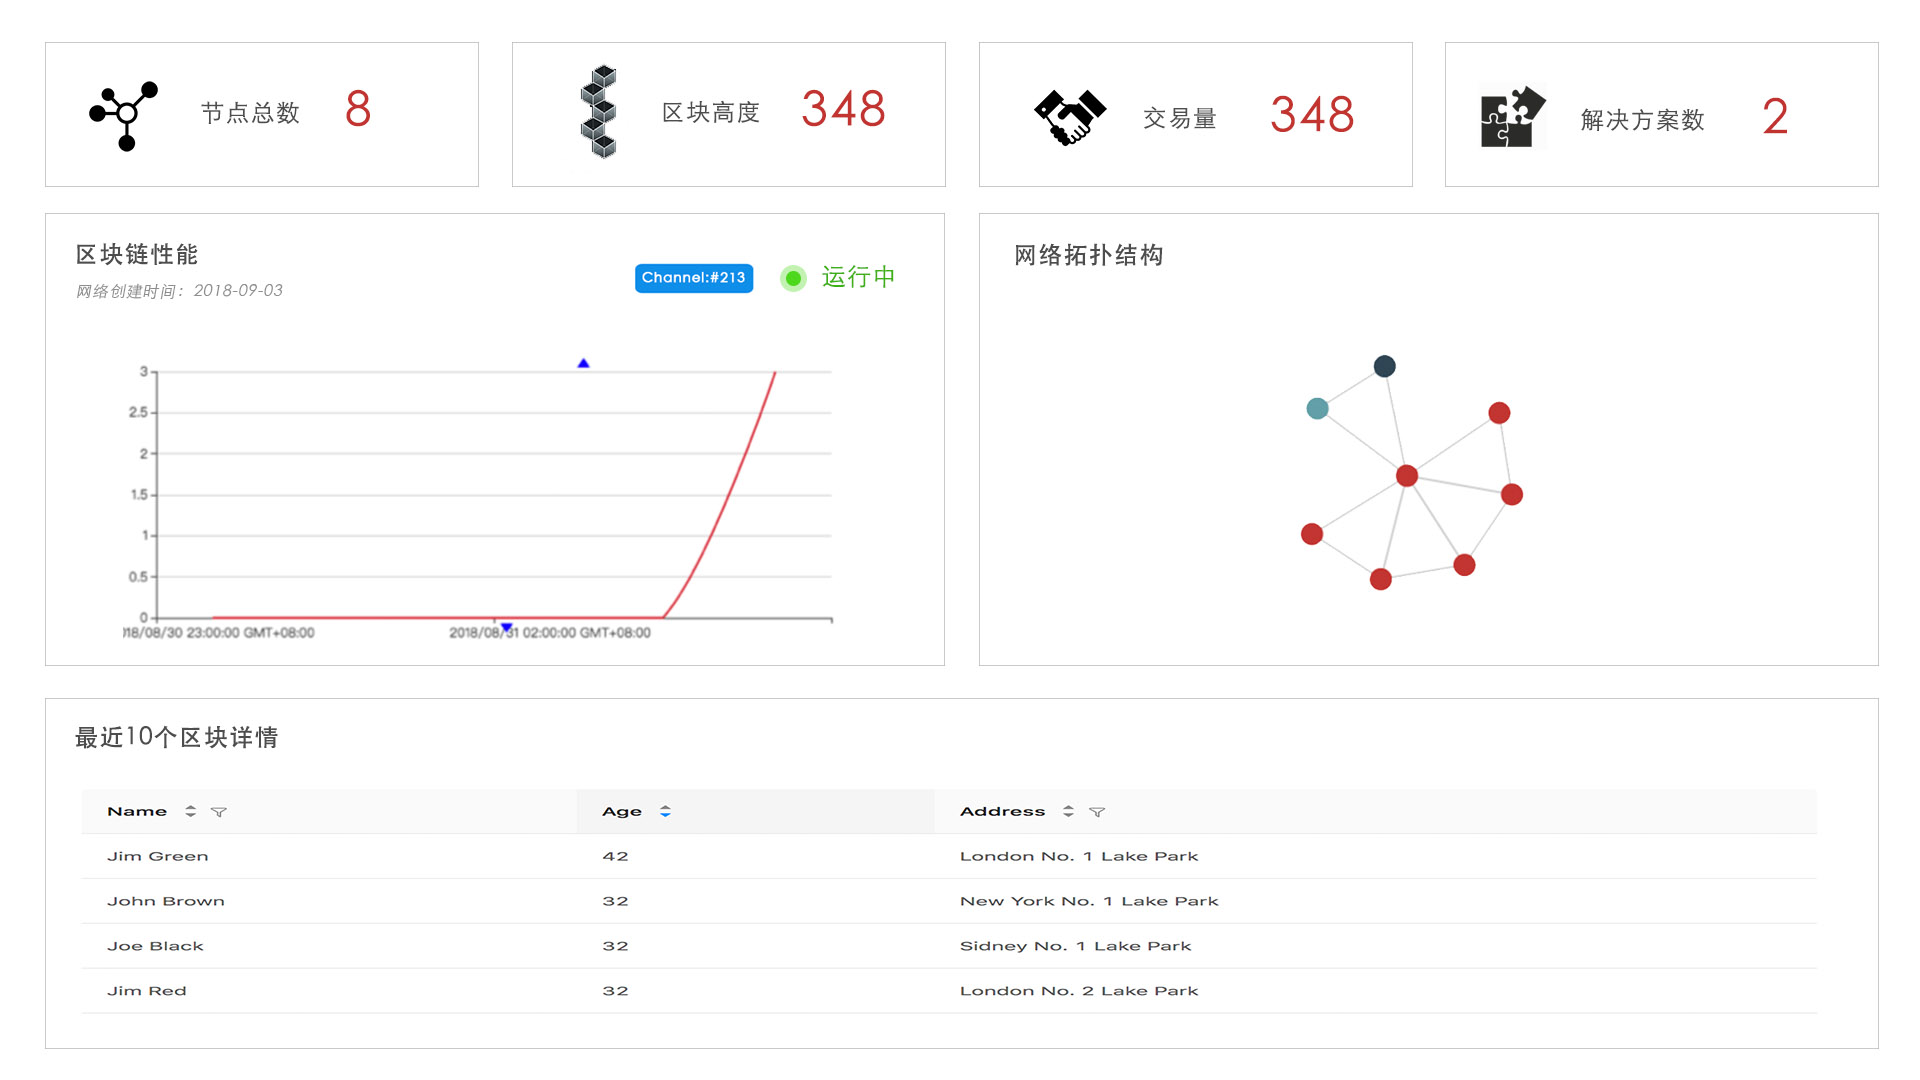 节点总数 8
区块高度 348
交易量 348
解决方案数 2
区块链性能
网络创建时间：2018-09-03
Channel:#213
运行中
3
2.5
2
1.5
1
0.5
0
18/08/30 23:00:00 GMT+08:00
2018/08/31 02:00:00 GMT+08:00
网络拓扑结构
最近10个区块详情
Name Age Address
Jim Green 42 London No. 1 Lake Park
John Brown 32 New York No. 1 Lake Park
Joe Black 32 Sidney No. 1 Lake Park
Jim Red 32 London No. 2 Lake Park